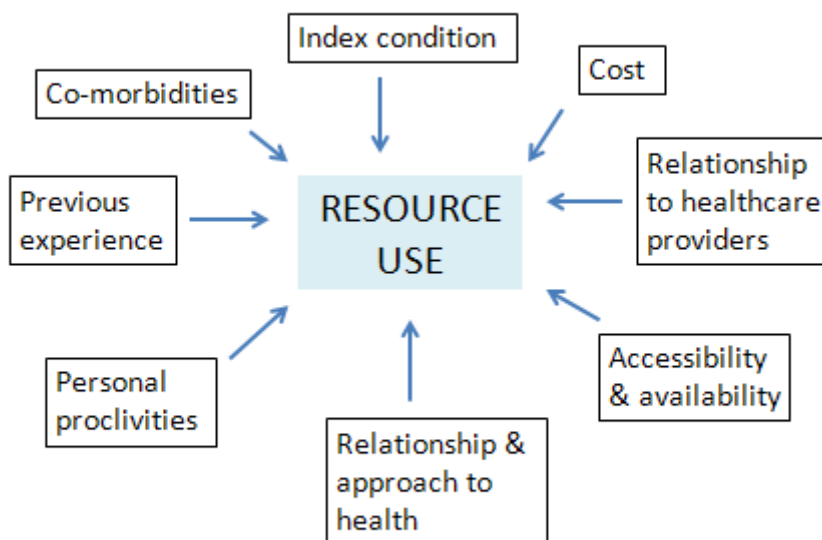 Index condition
Cost
Co-morbidities
Relationship
to healthcare
providers
Previous
experience
RESOURCE
USE
Accessibility
& availability
Personal
proclivities
Relationship &
approach to
health